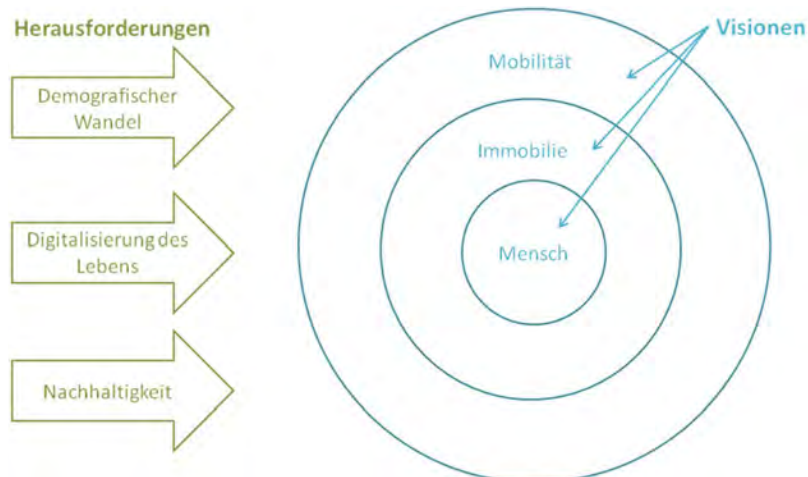 Herausforderungen
Demografischer
Wandel
Digitalisierung des
Lebens
Nachhaltigkeit
Visionen
Mobilität
Immobilie
Mensch